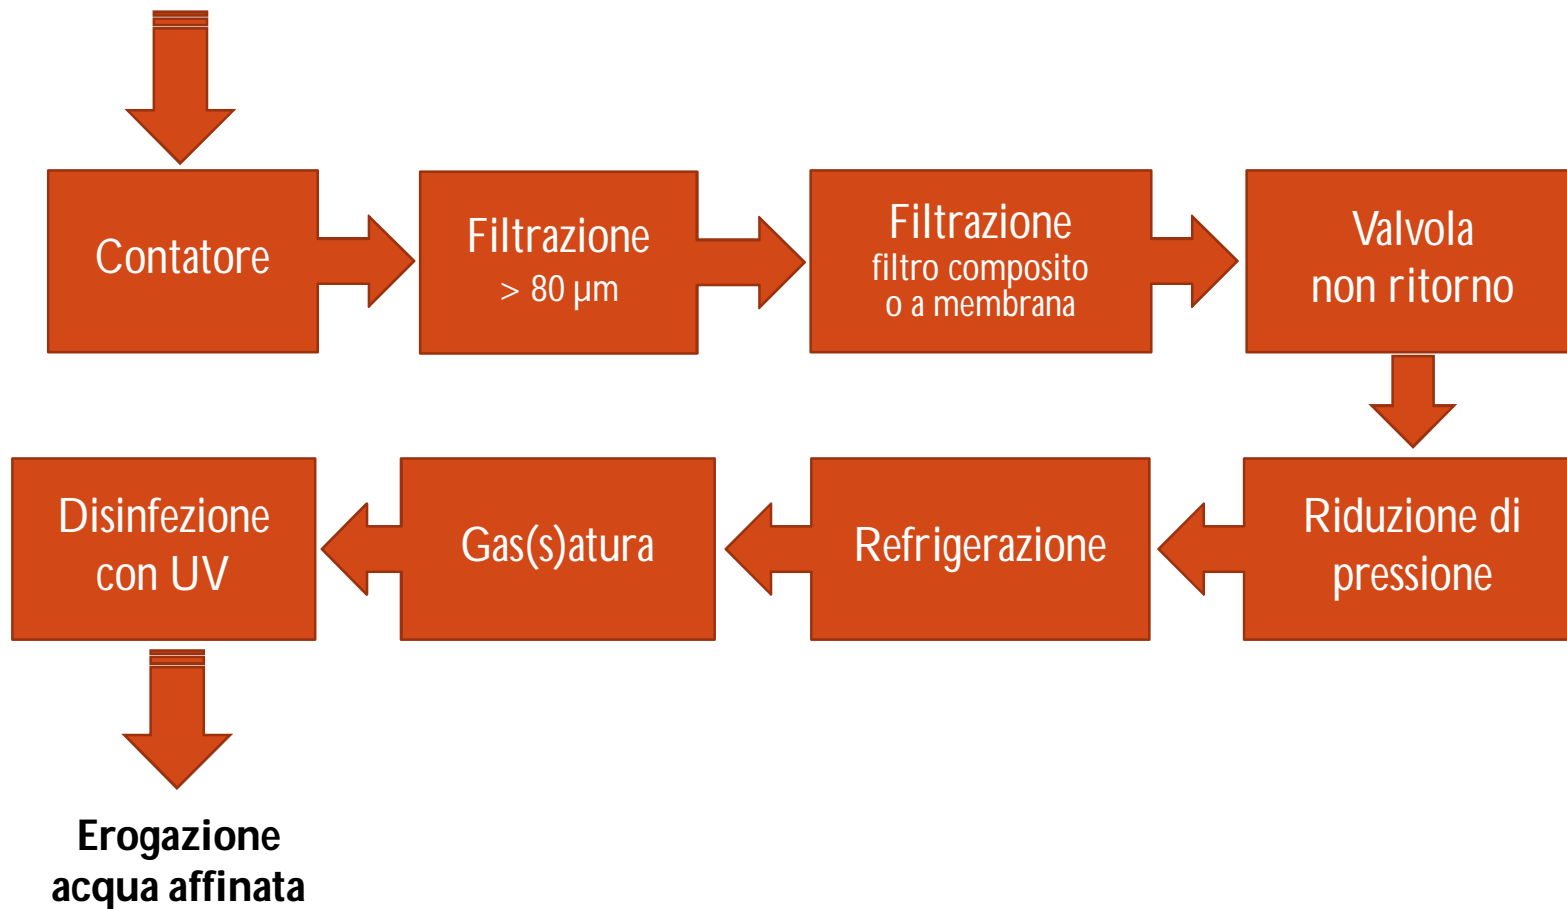 Contatore
Filtrazione
> 80 µm
Filtrazione
filtro composito
o a membrana
Valvola
non ritorno
Riduzione di
pressione
Refrigerazione
Gas(s)atura
Disinfezione
con UV
Erogazione
acqua affinata